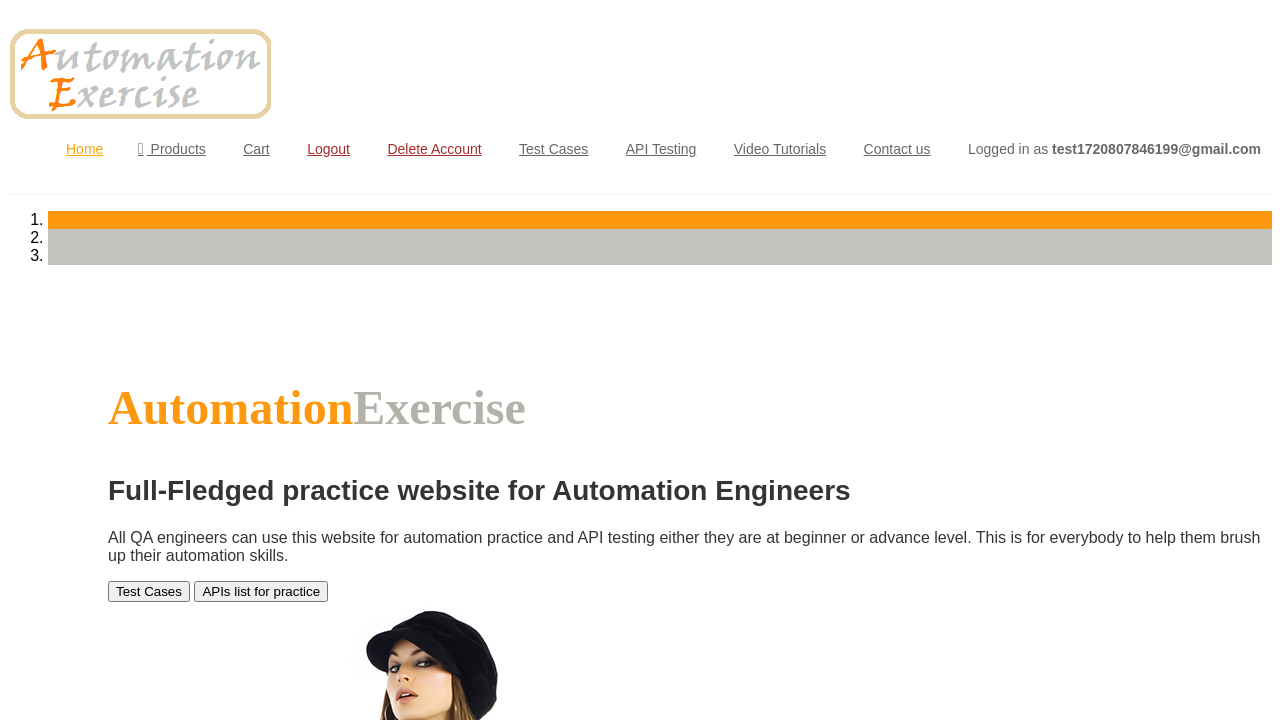 Automation
Exercise
Home  Products Cart Logout Delete Account Test Cases API Testing Video Tutorials Contact us Logged in as test1720807846199@gmail.com
1.
2.
3.
AutomationExercise
Full-Fledged practice website for Automation Engineers
All QA engineers can use this website for automation practice and API testing either they are at beginner or advance level. This is for everybody to help them brush
up their automation skills.
Test Cases APIs list for practice